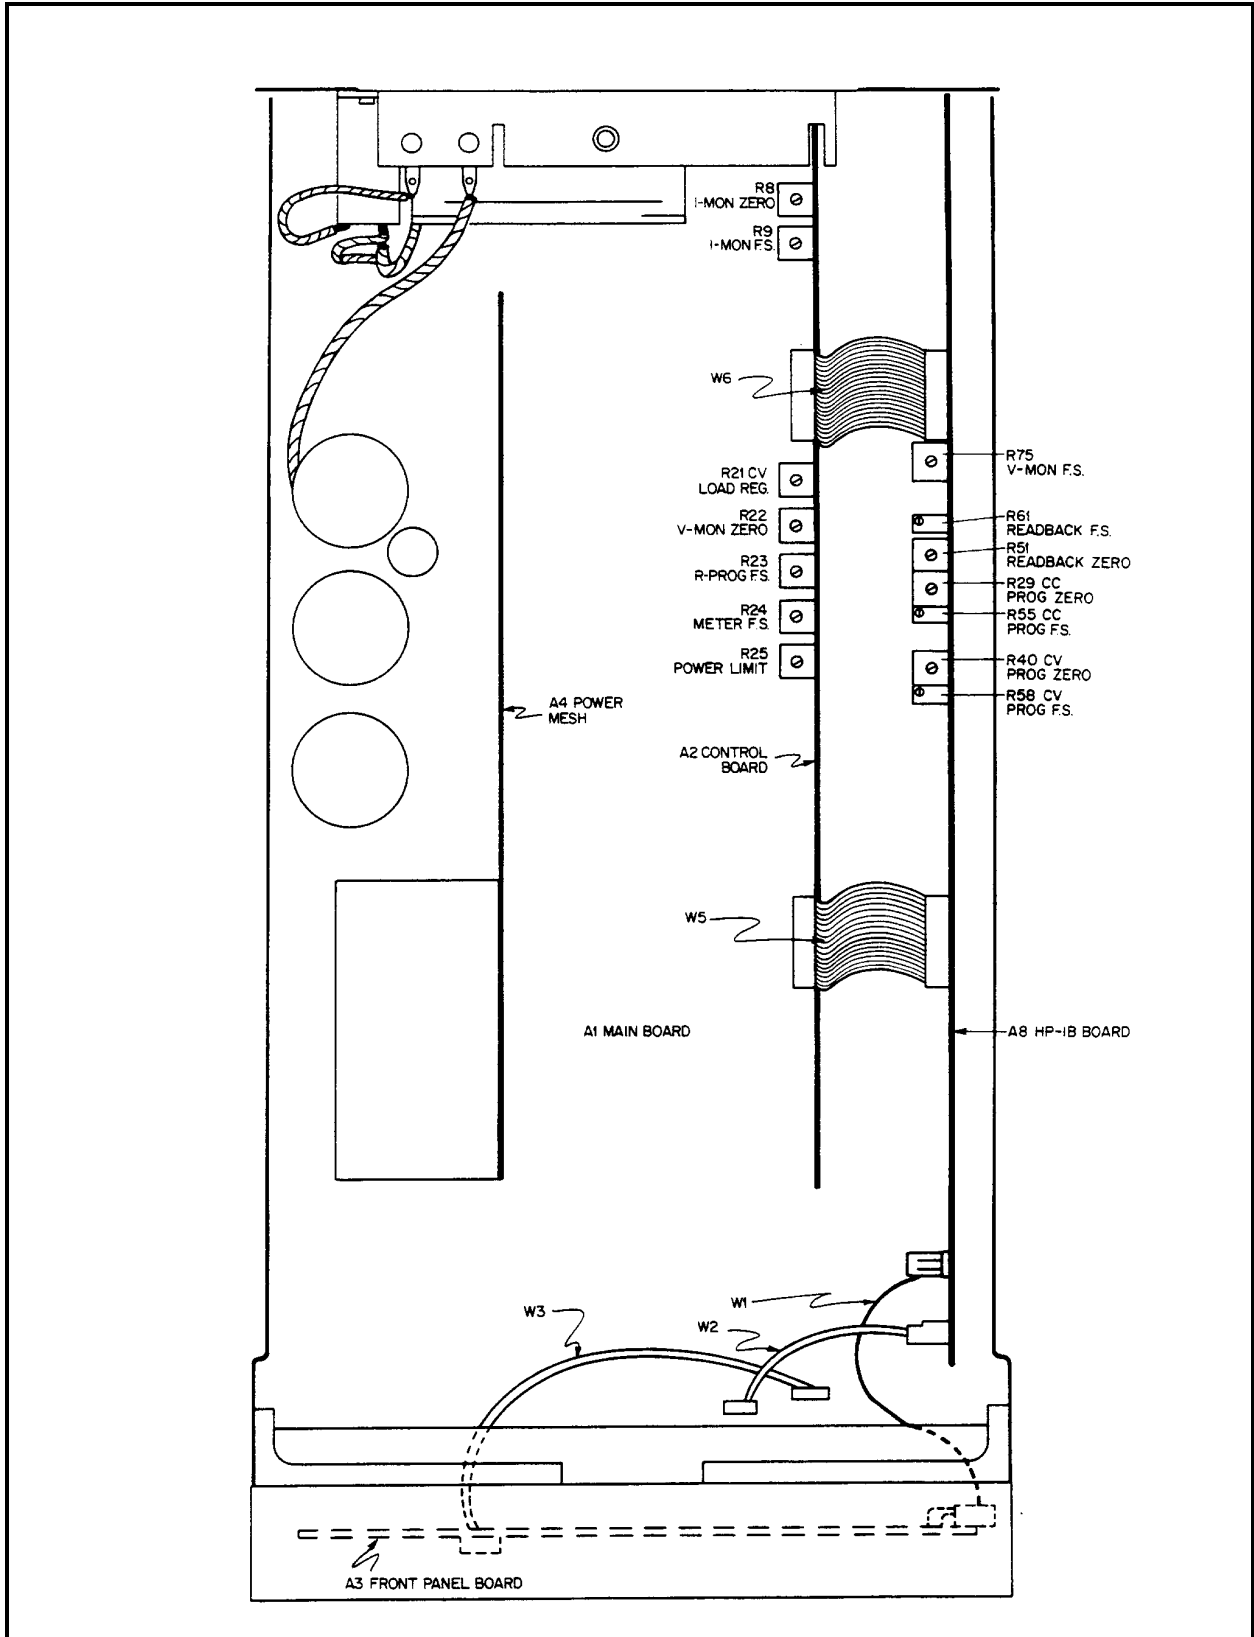 R8
I-MON ZERO
R9
I-MON F.S.
W6
R21 CV
LOAD REG.
R22
V-MON ZERO
R23
R-PROG F.S.
R24
METER F.S.
R25
POWER LIMIT
R75
V-MON F.S.
R61
READBACK F.S.
R51
READBACK ZERO
R29 CC
PROG ZERO
R55 CC
PROG F.S.
R40 CV
PROG ZERO
R58 CV
PROG F.S.
A4 POWER
MESH
A2 CONTROL
BOARD
W5
A1 MAIN BOARD
A8 HP-IB BOARD
W1
W3
W2
A3 FRONT PANEL BOARD